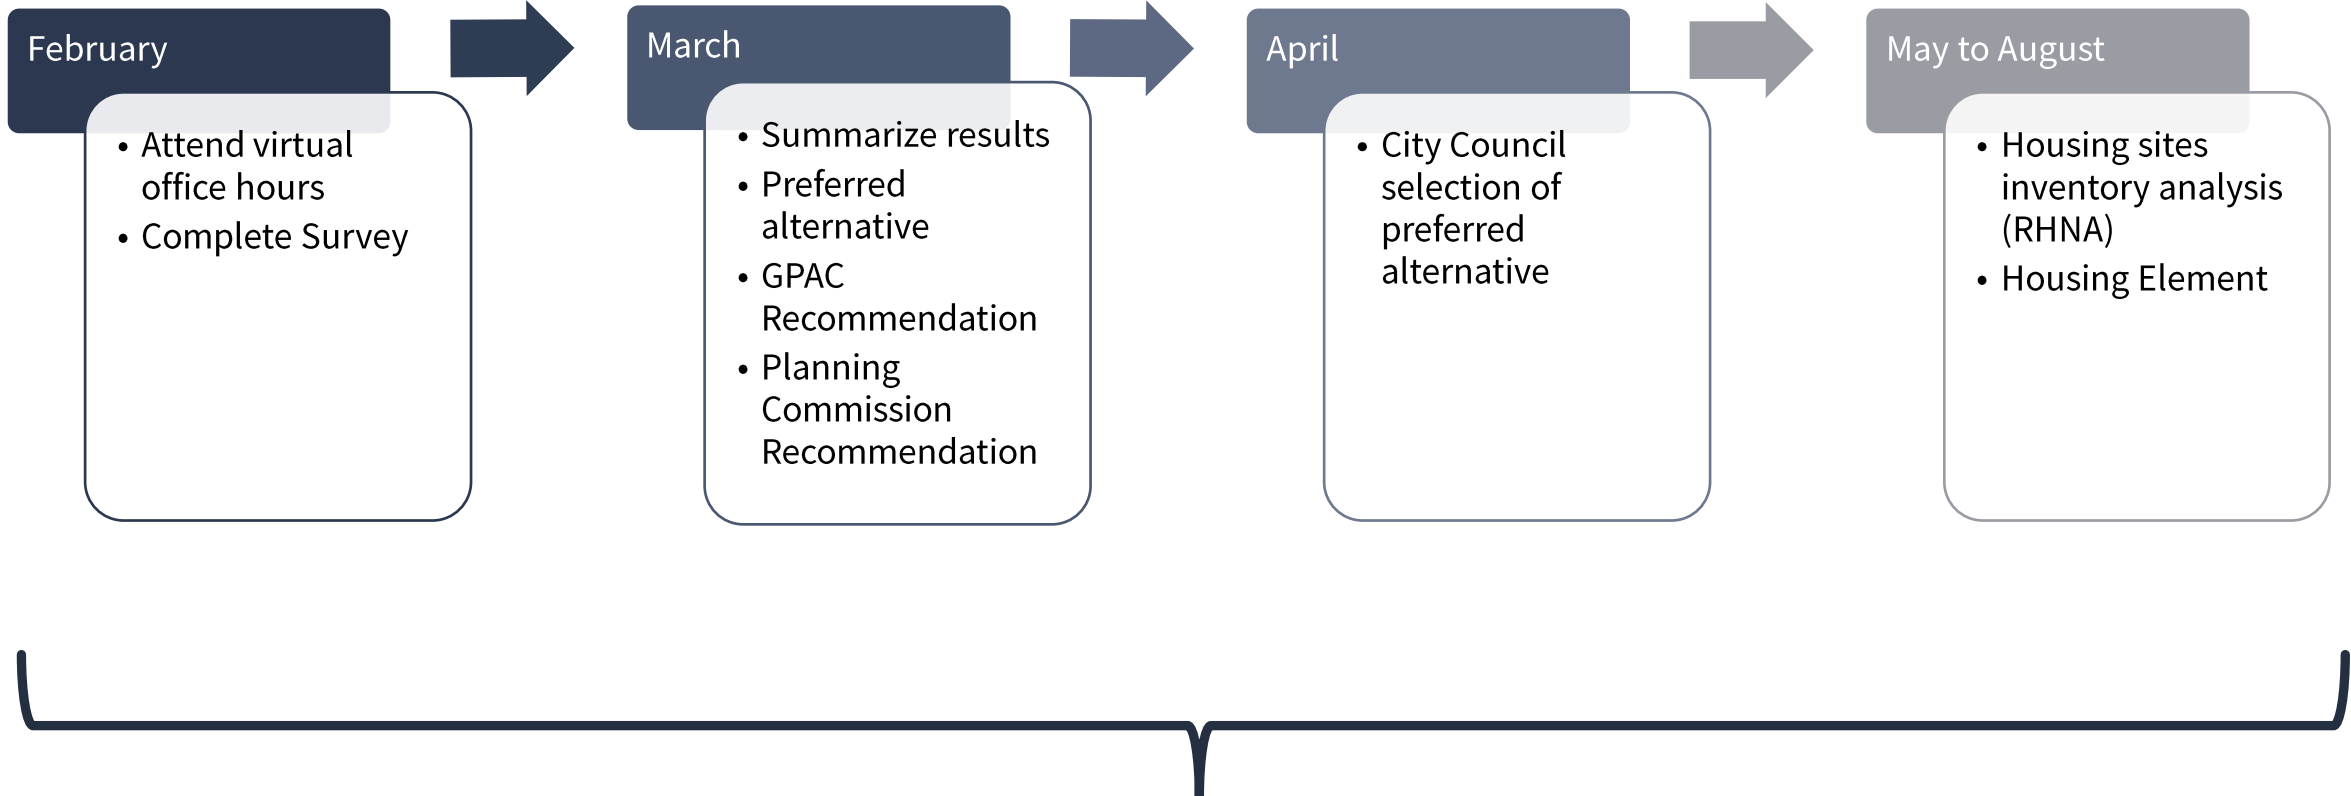 February
• Attend virtual
office hours
• Complete Survey
March
• Summarize results
• Preferred
alternative
• GPAC
Recommendation
• Planning
Commission
Recommendation
April
• City Council
selection of
preferred
alternative
May to August
• Housing sites
inventory analysis
(RHNA)
• Housing Element